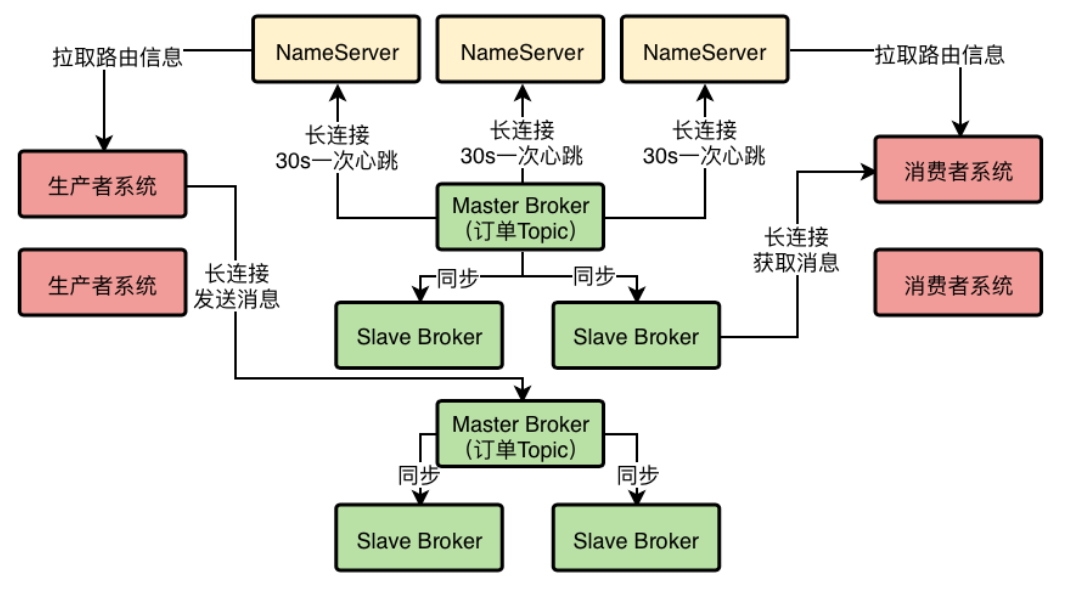 NameServer
NameServer
NameServer
拉取路由信息
拉取路由信息
长连接
30s一次心跳
长连接
30s一次心跳
长连接
30s一次心跳
生产者系统
消费者系统
Master Broker
（订单Topic）
生产者系统
长连接
发送消息
同步
同步
长连接
获取消息
消费者系统
Slave Broker
Slave Broker
Master Broker
（订单Topic）
同步
同步
Slave Broker
Slave Broker